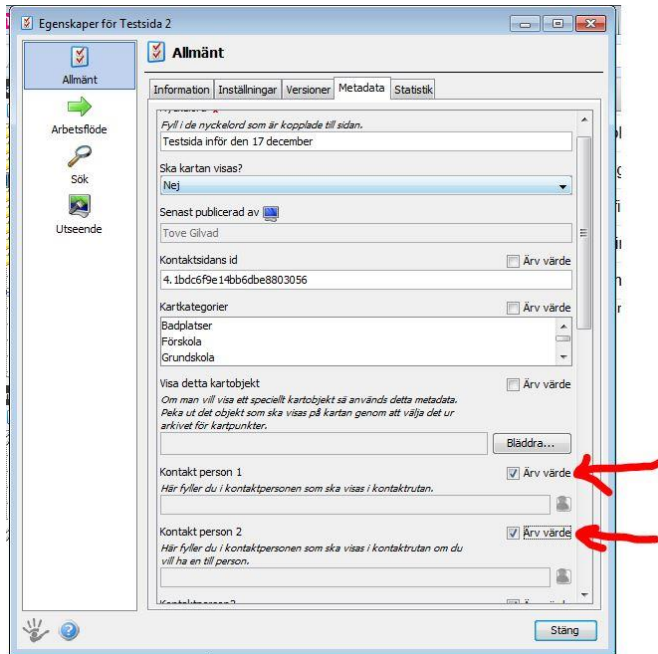 Egenskaper för Testsida 2
Allmänt
Arbetsflöde
Sök
Utseende
Allmänt
Information Inställningar Versioner Metadata Statistik
Fyll i de nyckelord som är kopplade till sidan.
Testsida inför den 17 december
Ska kartan visas?
Nej
Senast publicerad av
Tove Gilvad
Kontaktsidans id Ärv värde
4.1bdc6f9e14bb6dbe8803056
Kartkategorier Ärv värde
Badplatser
Förskola
Grundskola
Visa detta kartobjekt Ärv värde
Om man vill visa ett speciellt kartobjekt så används detta metadata.
Peka ut det objekt som ska visas på kartan genom att välja det ur
arkivet för kartpunkter.
Bläddra...
Kontakt person 1 Ärv värde
Här fyller du i kontaktpersonen som ska visas i kontaktrutan.
Kontakt person 2 Ärv värde
Här fyller du i kontaktpersonen som ska visas i kontaktrutan om du
vill ha en till person.
Stäng